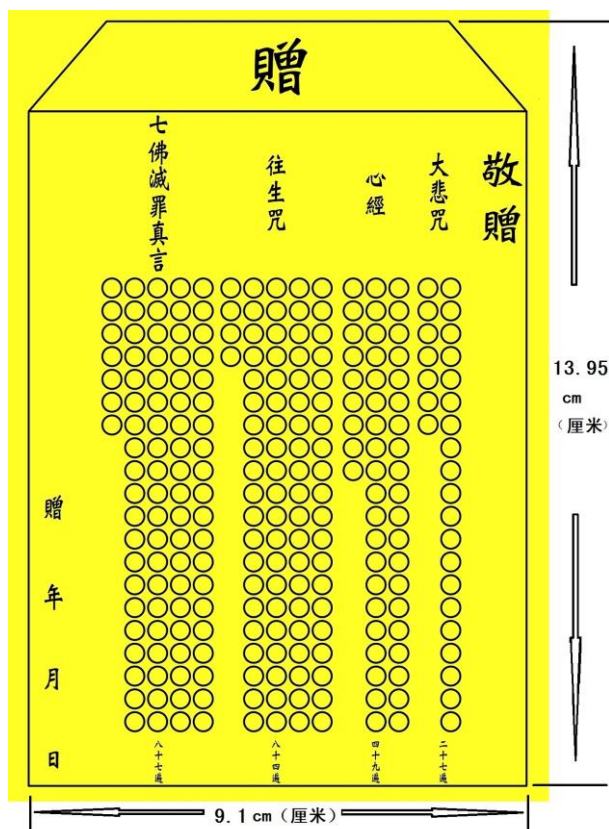 贈
敬贈
大悲咒
心經
往生咒
七佛滅罪真言
二十七遍
四十九遍
八十四遍
八十七遍
贈 年 月 日
13.95
cm
(厘米)
9.1cm(厘米)